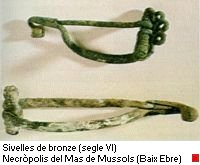 Sivelles de bronze (segle VI)
Necròpolis del Mas de Mussols (Baix Ebre)